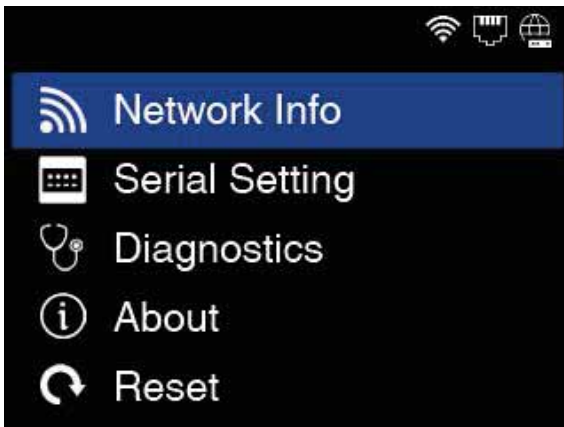 Network Info
Serial Setting
Diagnostics
About
Reset